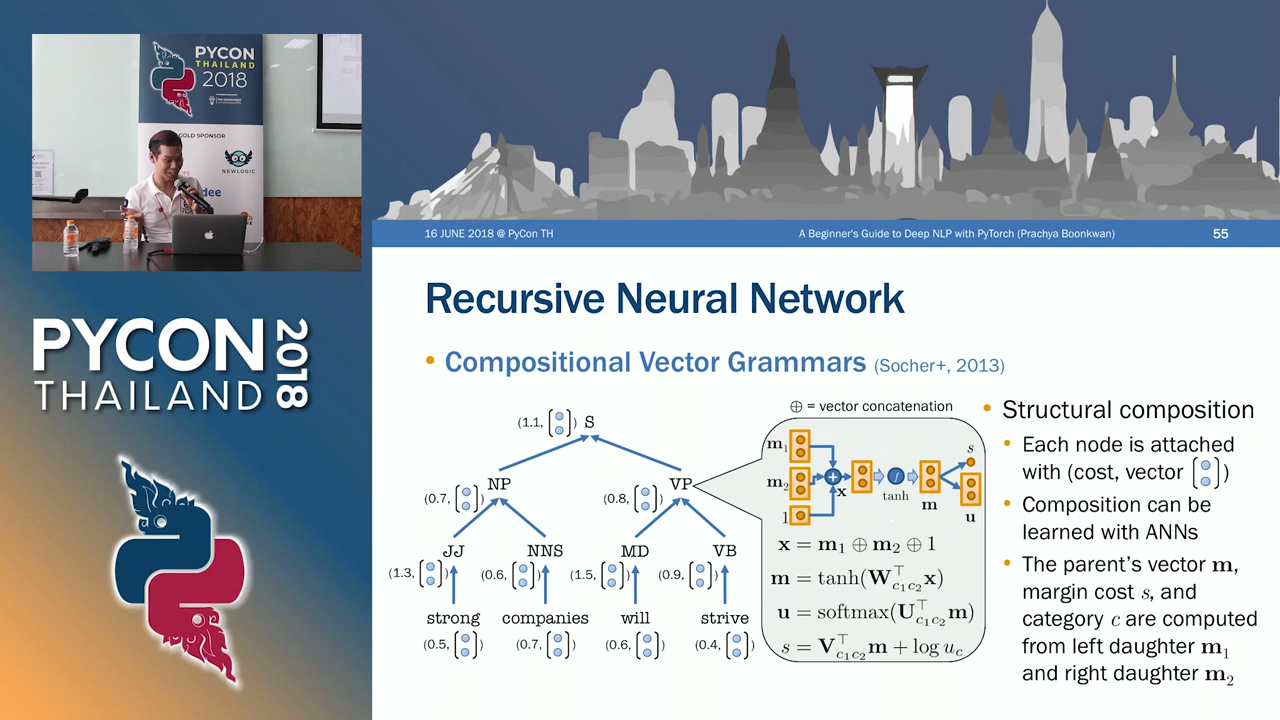 PYCON
THAILAND
2018
GOLD SPONSOR
NEWLOGIC
dee
PYCON
THAILAND
2018
16 JUNE 2018 @ PyCon TH
A Beginner's Guide to Deep NLP with PyTorch (Prachya Boonkwan)
55
Recursive Neural Network
• Compositional Vector Grammars (Socher+, 2013)
(1.1, [ ]) S
(0.7, [ ]) NP
(0.8, [ ]) VP
JJ NNS MD VB
(1.3, [ ]) (0.6, [ ]) (1.5, [ ]) (0.9, [ ])
strong companies will strive
(0.5, [ ]) (0.7, [ ]) (0.6, [ ]) (0.4, [ ])
⊕ = vector concatenation
m₁
m₂
1
+
x
f
tanh
m
s
u
x = m₁ ⊕ m₂ ⊕ 1
m = tanh(W⊤c₁c₂x)
u = softmax(U⊤c₁c₂m)
s = V⊤c₁c₂m + log uc
• Structural composition
• Each node is attached
with (cost, vector [ ])
• Composition can be
learned with ANNs
• The parent's vector m,
margin cost s, and
category c are computed
from left daughter m₁
and right daughter m₂